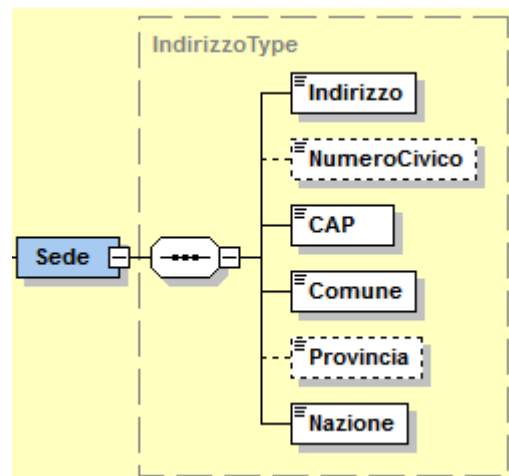 IndirizzoType
Indirizzo
NumeroCivico
CAP
Sede
Comune
Provincia
Nazione